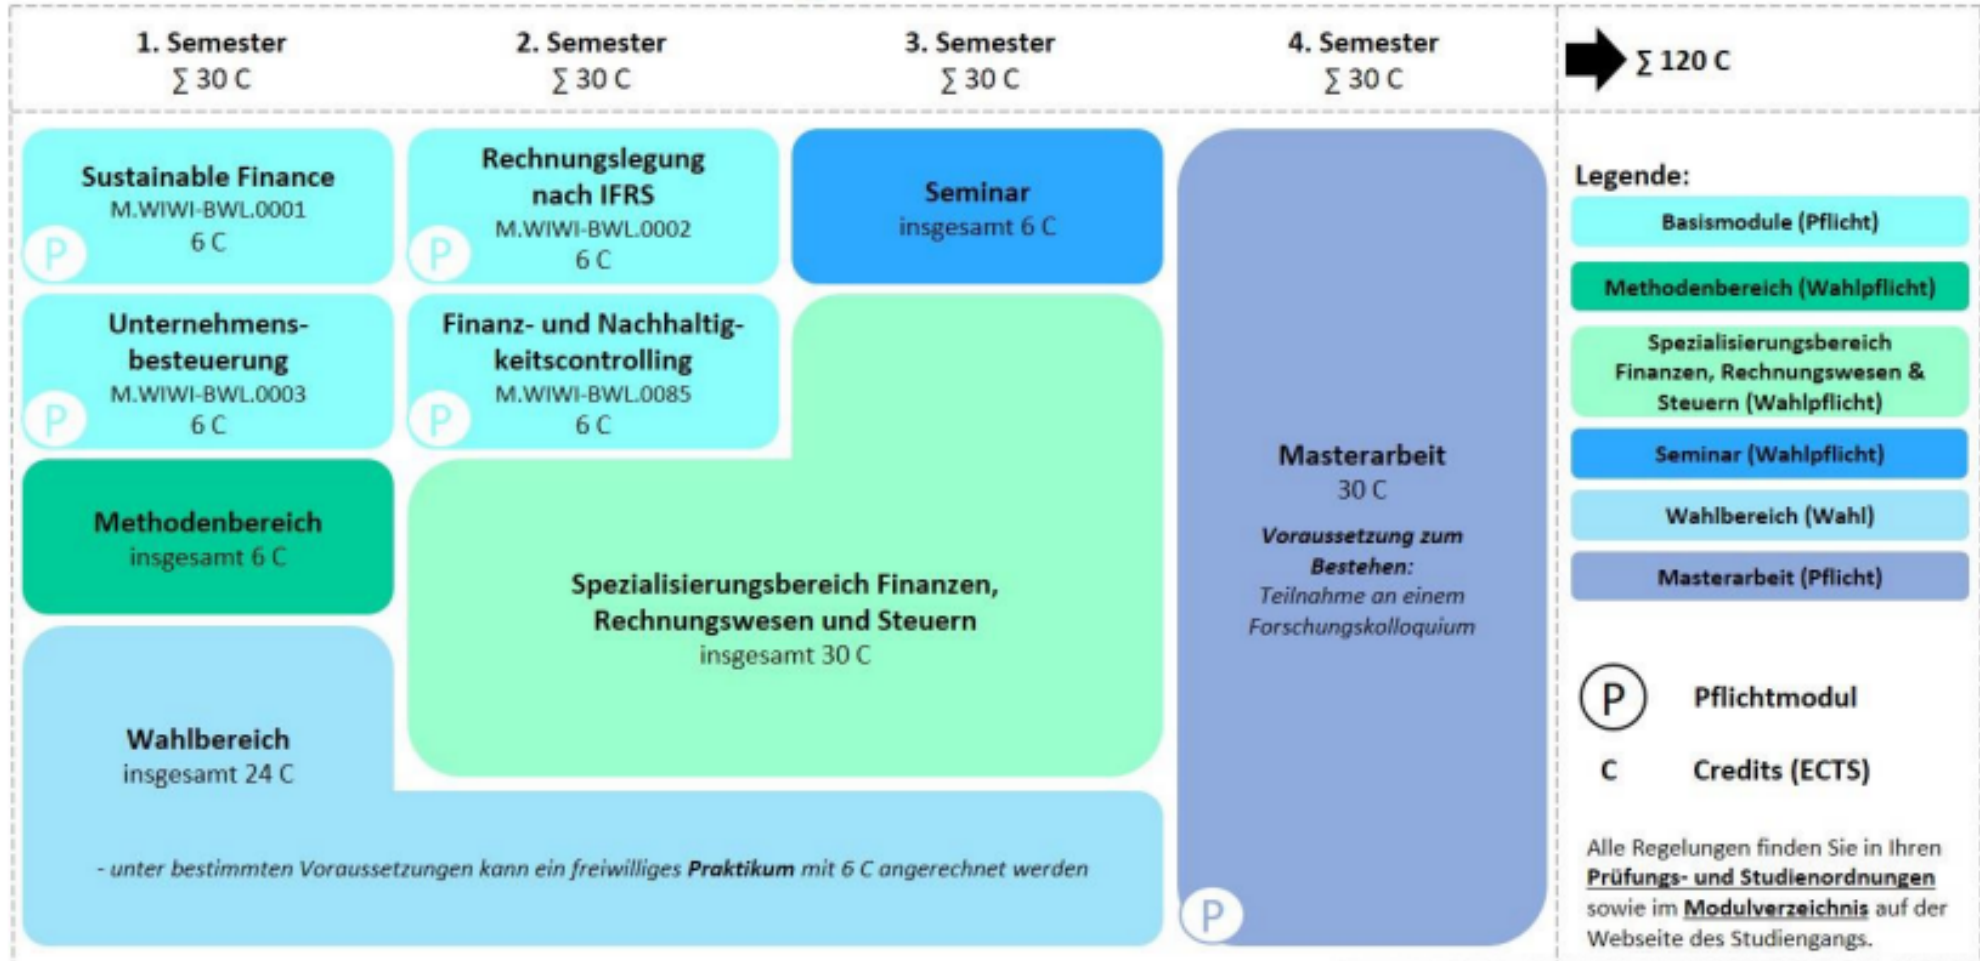 1. Semester
∑ 30 C
2. Semester
∑ 30 C
3. Semester
∑ 30 C
4. Semester
∑ 30 C
∑ 120 C
Sustainable Finance
M.WIWI-BWL.0001
6 C
P
Rechnungslegung
nach IFRS
M.WIWI-BWL.0002
6 C
P
Seminar
insgesamt 6 C
Unternehmens-
besteuerung
M.WIWI-BWL.0003
6 C
P
Finanz- und Nachhaltig-
keitscontrolling
M.WIWI-BWL.0085
6 C
P
Methodenbereich
insgesamt 6 C
Spezialisierungsbereich Finanzen,
Rechnungswesen und Steuern
insgesamt 30 C
Wahlbereich
insgesamt 24 C
- unter bestimmten Voraussetzungen kann ein freiwilliges Praktikum mit 6 C angerechnet werden
Masterarbeit
30 C
Voraussetzung zum
Bestehen:
Teilnahme an einem
Forschungskolloquium
P
Legende:
Basismodule (Pflicht)
Methodenbereich (Wahlpflicht)
Spezialisierungsbereich
Finanzen, Rechnungswesen &
Steuern (Wahlpflicht)
Seminar (Wahlpflicht)
Wahlbereich (Wahl)
Masterarbeit (Pflicht)
P Pflichtmodul
C Credits (ECTS)
Alle Regelungen finden Sie in Ihren
Prüfungs- und Studienordnungen
sowie im Modulverzeichnis auf der
Webseite des Studiengangs.